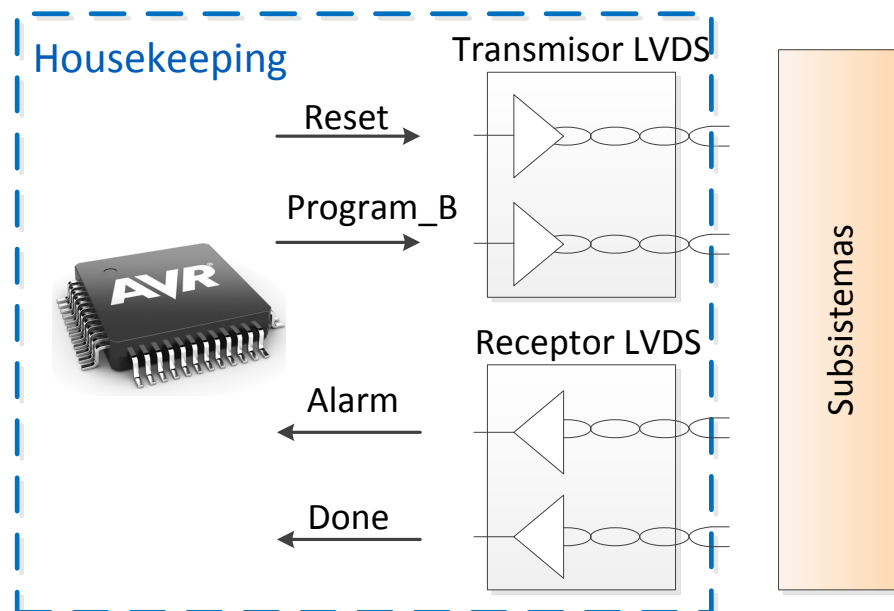 Housekeeping
Transmisor LVDS
Reset
Program_B
AVR
Receptor LVDS
Alarm
Done
Subsistemas